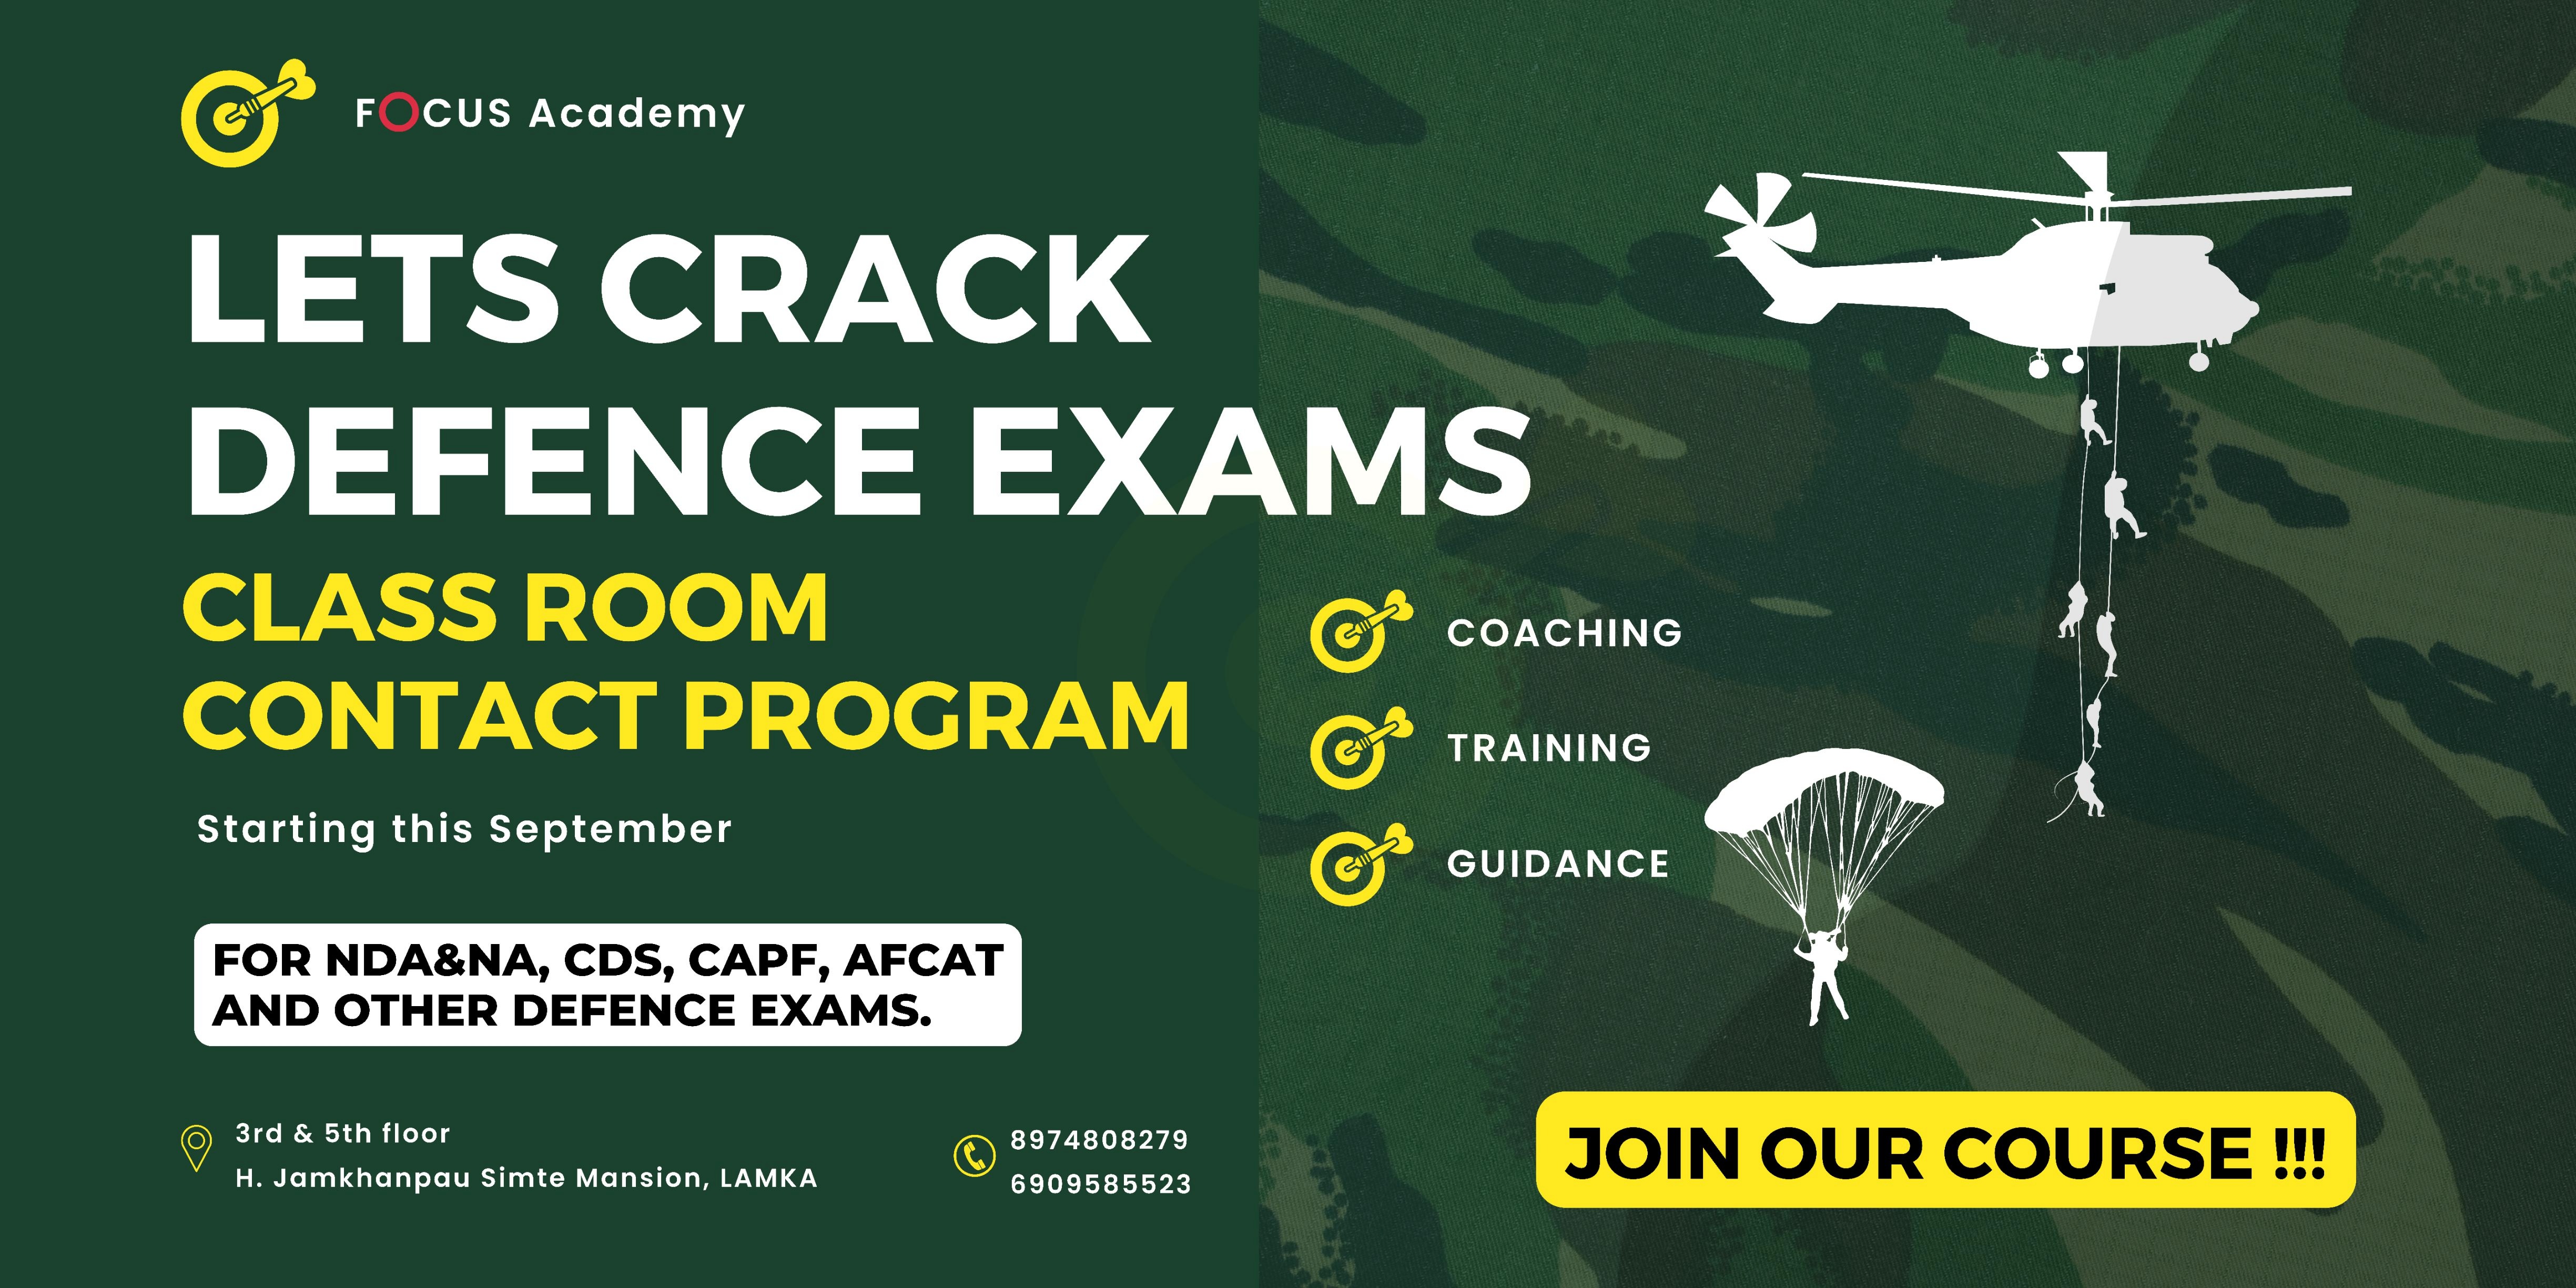 FOCUS Academy
LETS CRACK
DEFENCE EXAMS
CLASS ROOM
CONTACT PROGRAM
Starting this September
COACHING
TRAINING
GUIDANCE
FOR NDA&NA, CDS, CAPF, AFCAT
AND OTHER DEFENCE EXAMS.
3rd & 5th floor
H. Jamkhanpau Simte Mansion, LAMKA
8974808279
6909585523
JOIN OUR COURSE !!!